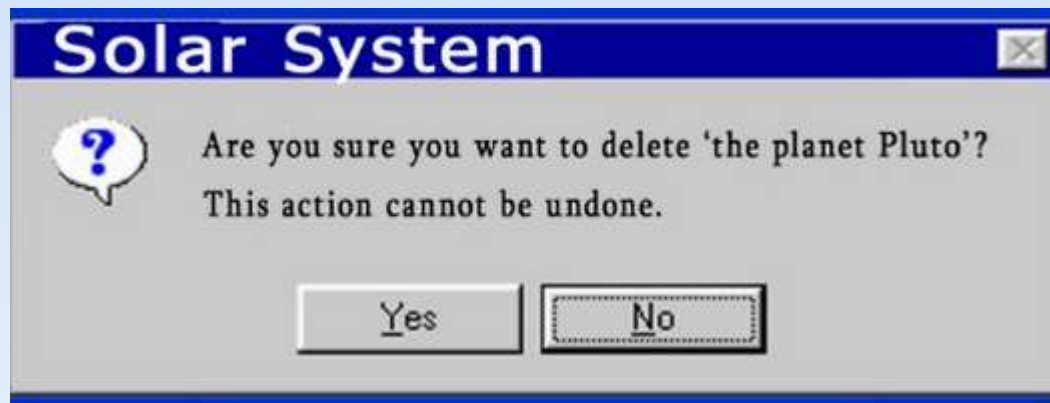 Solar System
?
Are you sure you want to delete ‘the planet Pluto’?
This action cannot be undone.
Yes No